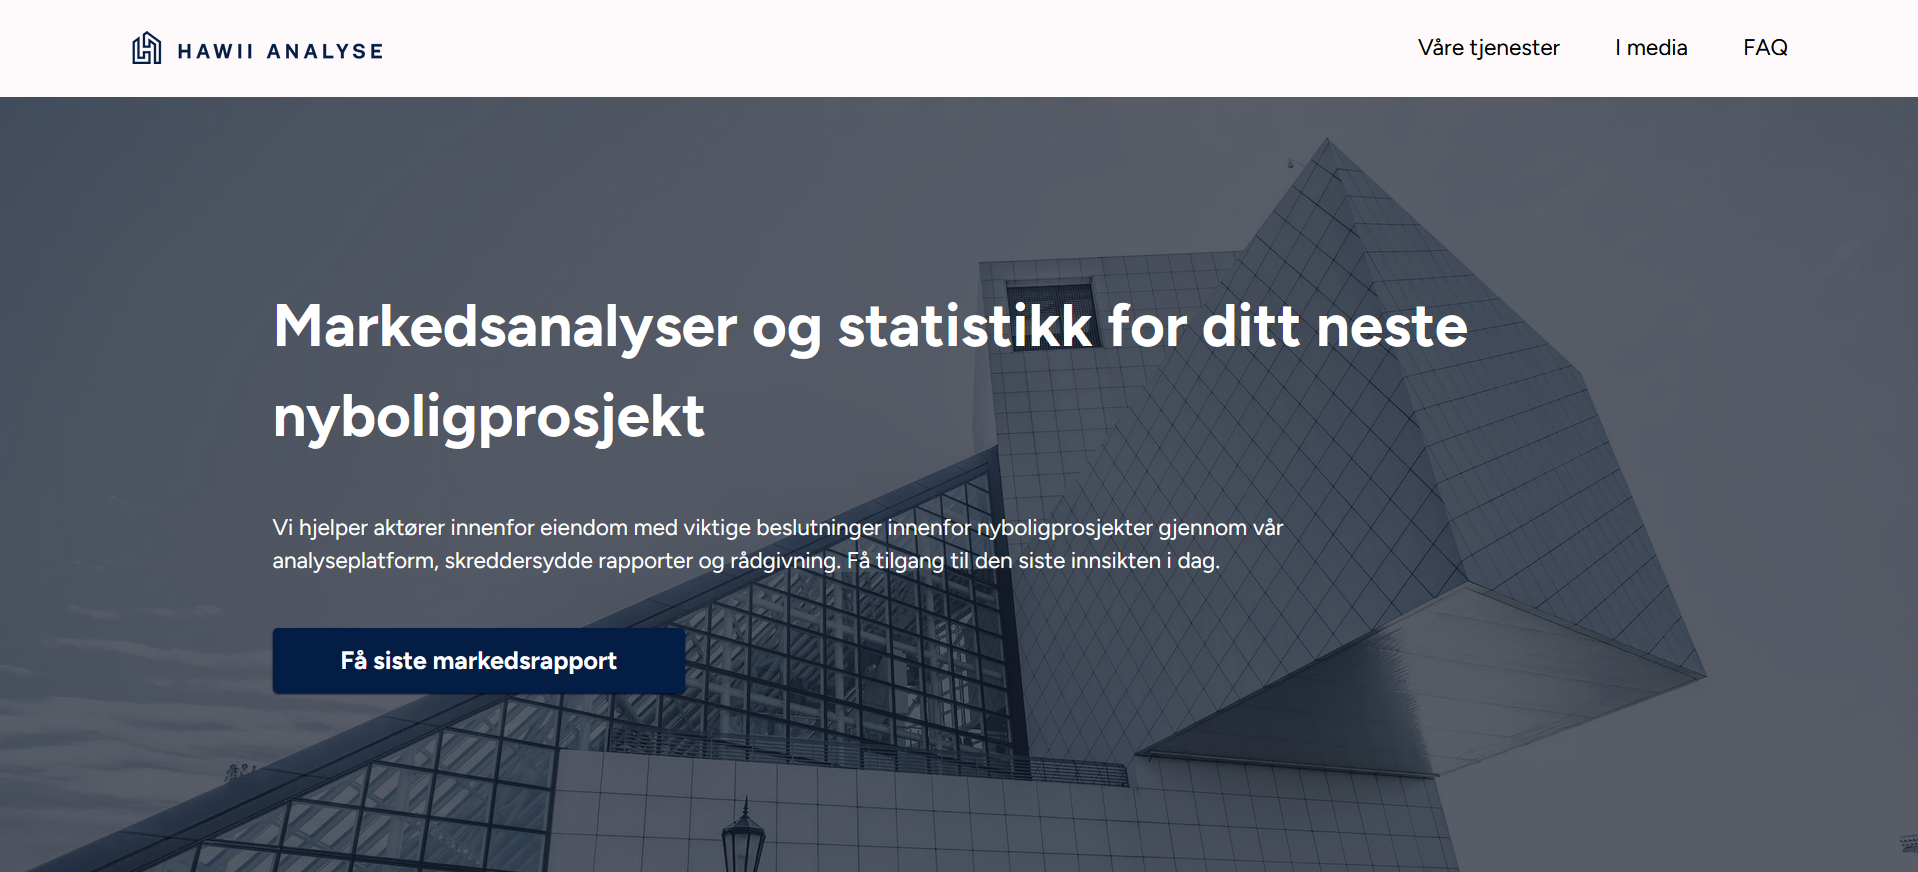 HAWII ANALYSE
Våre tjenester
I media
FAQ
Markedsanalyser og statistikk for ditt neste
nyboligprosjekt
Vi hjelper aktører innenfor eiendom med viktige beslutninger innenfor nyboligprosjekter gjennom vår
analyseplatform, skreddersydde rapporter og rådgivning. Få tilgang til den siste innsikten i dag.
Få siste markedsrapport